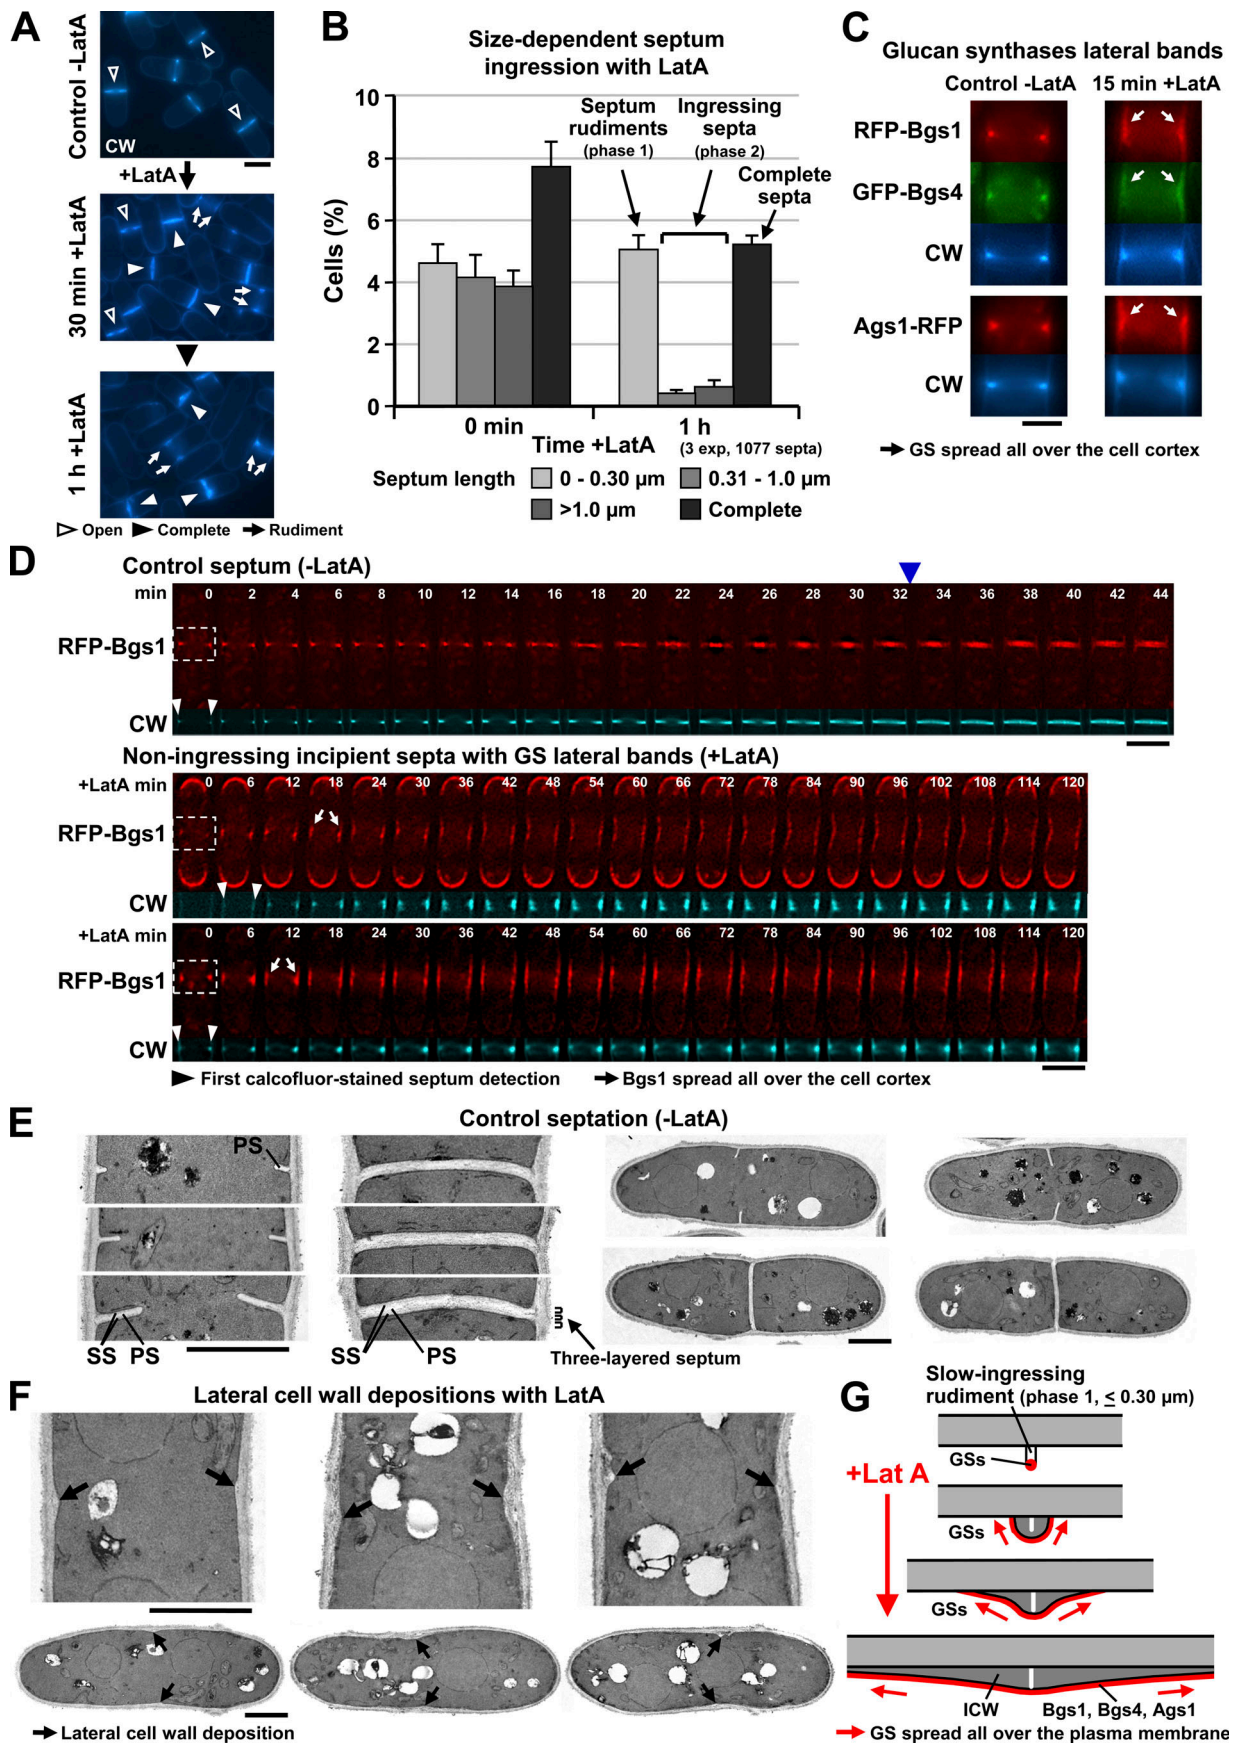 A
Control -LatA
CW
+LatA
30 min +LatA
1 h +LatA
Open
Complete
Rudiment
B
Size-dependent septum
ingression with LatA
Cells (%)
10
8
6
4
2
0
Septum
rudiments
(phase 1)
Ingressing
septa
(phase 2)
Complete
septa
0 min
1 h
Time +LatA
(3 exp, 1077 septa)
Septum length
0 - 0.30 µm
0.31 - 1.0 µm
>1.0 µm
Complete
C
Glucan synthases lateral bands
Control -LatA
15 min +LatA
RFP-Bgs1
GFP-Bgs4
CW
Ags1-RFP
CW
GS spread all over the cell cortex
D
Control septum (-LatA)
min 0 2 4 6 8 10 12 14 16 18 20 22 24 26 28 30 32 34 36 38 40 42 44
RFP-Bgs1
CW
Non-ingressing incipient septa with GS lateral bands (+LatA)
+LatA min 0 6 12 18 24 30 36 42 48 54 60 66 72 78 84 90 96 102 108 114 120
RFP-Bgs1
CW
+LatA min 0 6 12 18 24 30 36 42 48 54 60 66 72 78 84 90 96 102 108 114 120
RFP-Bgs1
CW
First calcofluor-stained septum detection
Bgs1 spread all over the cell cortex
E
Control septation (-LatA)
PS
SS PS
SS PS
Three-layered septum
F
Lateral cell wall depositions with LatA
Lateral cell wall deposition
G
Slow-ingressing
rudiment (phase 1, ≤ 0.30 µm)
GSs
+Lat A
GSs
GSs
ICW
Bgs1, Bgs4, Ags1
GS spread all over the plasma membrane